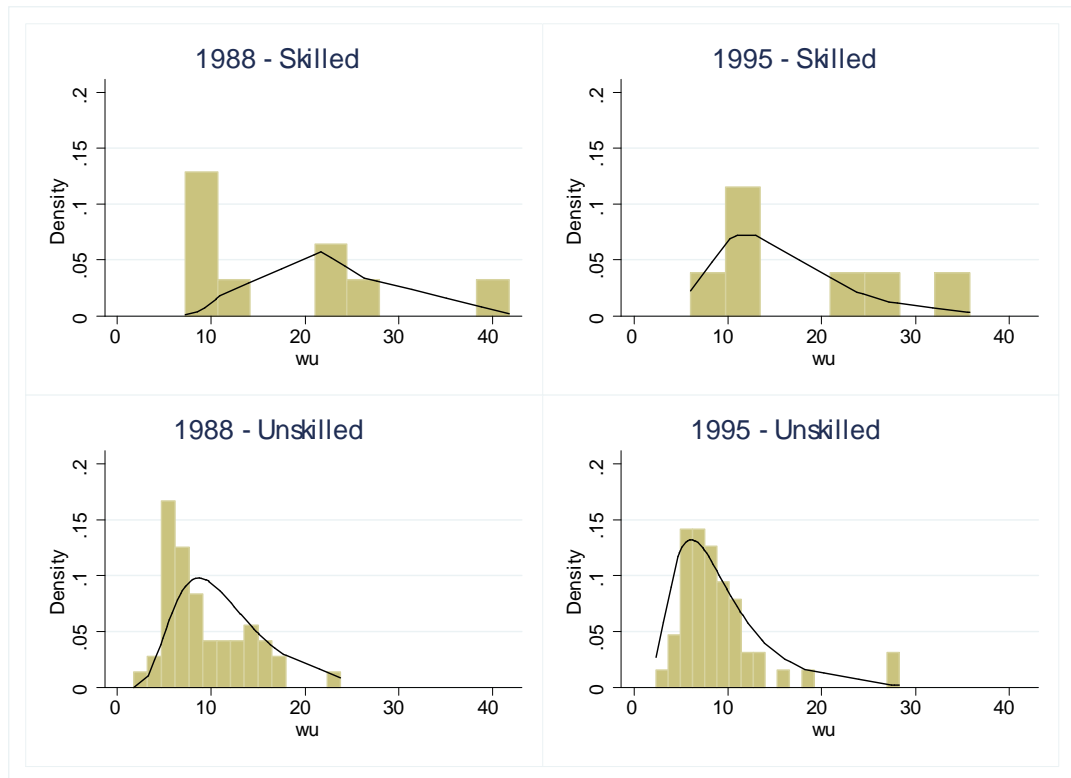 1988 - Skilled
Density
0 .05 .1 .15 .2
0 10 20 30 40
wu
1995 - Skilled
Density
0 .05 .1 .15 .2
0 10 20 30 40
wu
1988 - Unskilled
Density
0 .05 .1 .15 .2
0 10 20 30 40
wu
1995 - Unskilled
Density
0 .05 .1 .15 .2
0 10 20 30 40
wu